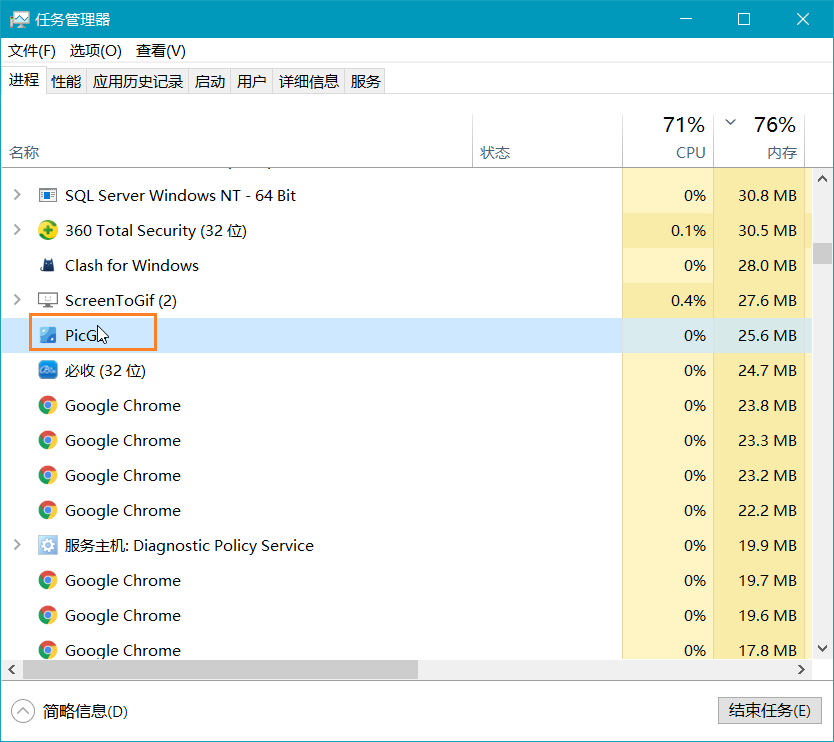 任务管理器
文件(F) 选项(O) 查看(V)
进程 性能 应用历史记录 启动 用户 详细信息 服务
71% 76%
名称 状态 CPU 内存
SQL Server Windows NT - 64 Bit 0% 30.8 MB
360 Total Security (32 位) 0.1% 30.5 MB
Clash for Windows 0% 28.0 MB
ScreenToGif (2) 0.4% 27.6 MB
PicG 0% 25.6 MB
必收 (32 位) 0% 24.7 MB
Google Chrome 0% 23.8 MB
Google Chrome 0% 23.3 MB
Google Chrome 0% 23.2 MB
Google Chrome 0% 22.2 MB
服务主机: Diagnostic Policy Service 0% 19.9 MB
Google Chrome 0% 19.7 MB
Google Chrome 0% 19.6 MB
Google Chrome 0% 17.8 MB
简略信息(D) 结束任务(E)